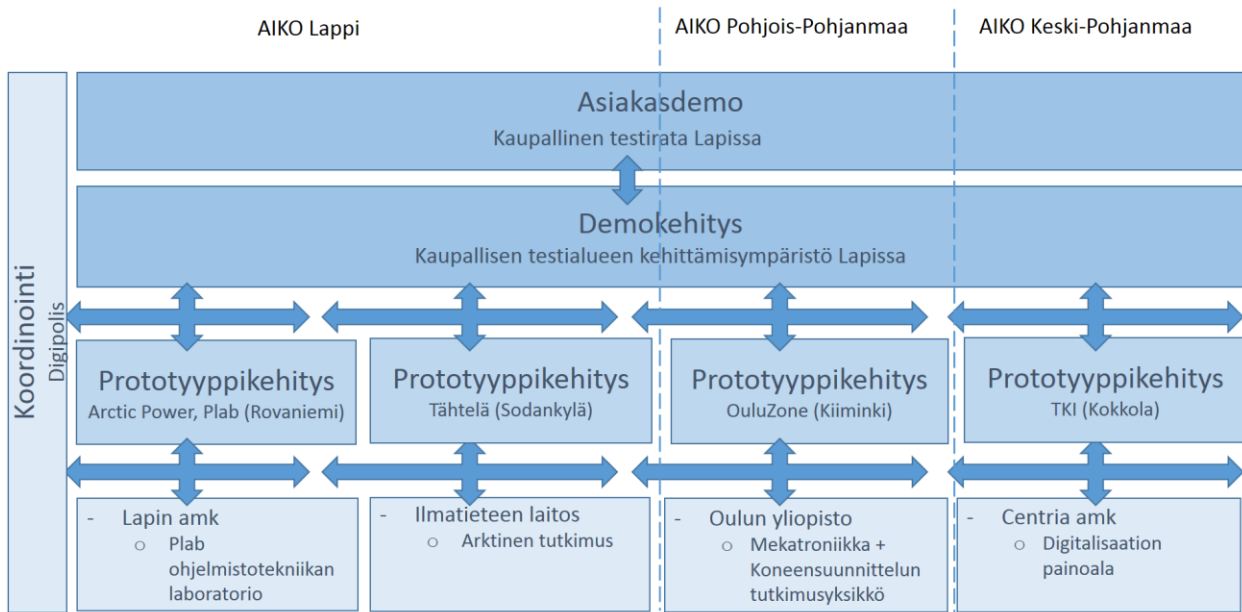 AIKO Lappi
AIKO Pohjois-Pohjanmaa
AIKO Keski-Pohjanmaa
Koordinointi
Digipolis
Asiakasdemo
Kaupallinen testirata Lapissa
Demokehitys
Kaupallisen testialueen kehittämisympäristö Lapissa
Prototyyppikehitys
Arctic Power, Plab (Rovaniemi)
Prototyyppikehitys
Tähtelä (Sodankylä)
Prototyyppikehitys
OuluZone (Kiiminki)
Prototyyppikehitys
TKI (Kokkola)
- Lapin amk
o Plab
ohjelmistotekniikan
laboratorio
- Ilmatieteen laitos
o Arktinen tutkimus
- Oulun yliopisto
o Mekatroniikka +
Koneensuunnittelun
tutkimusyksikkö
- Centria amk
o Digitalisaation
painoala